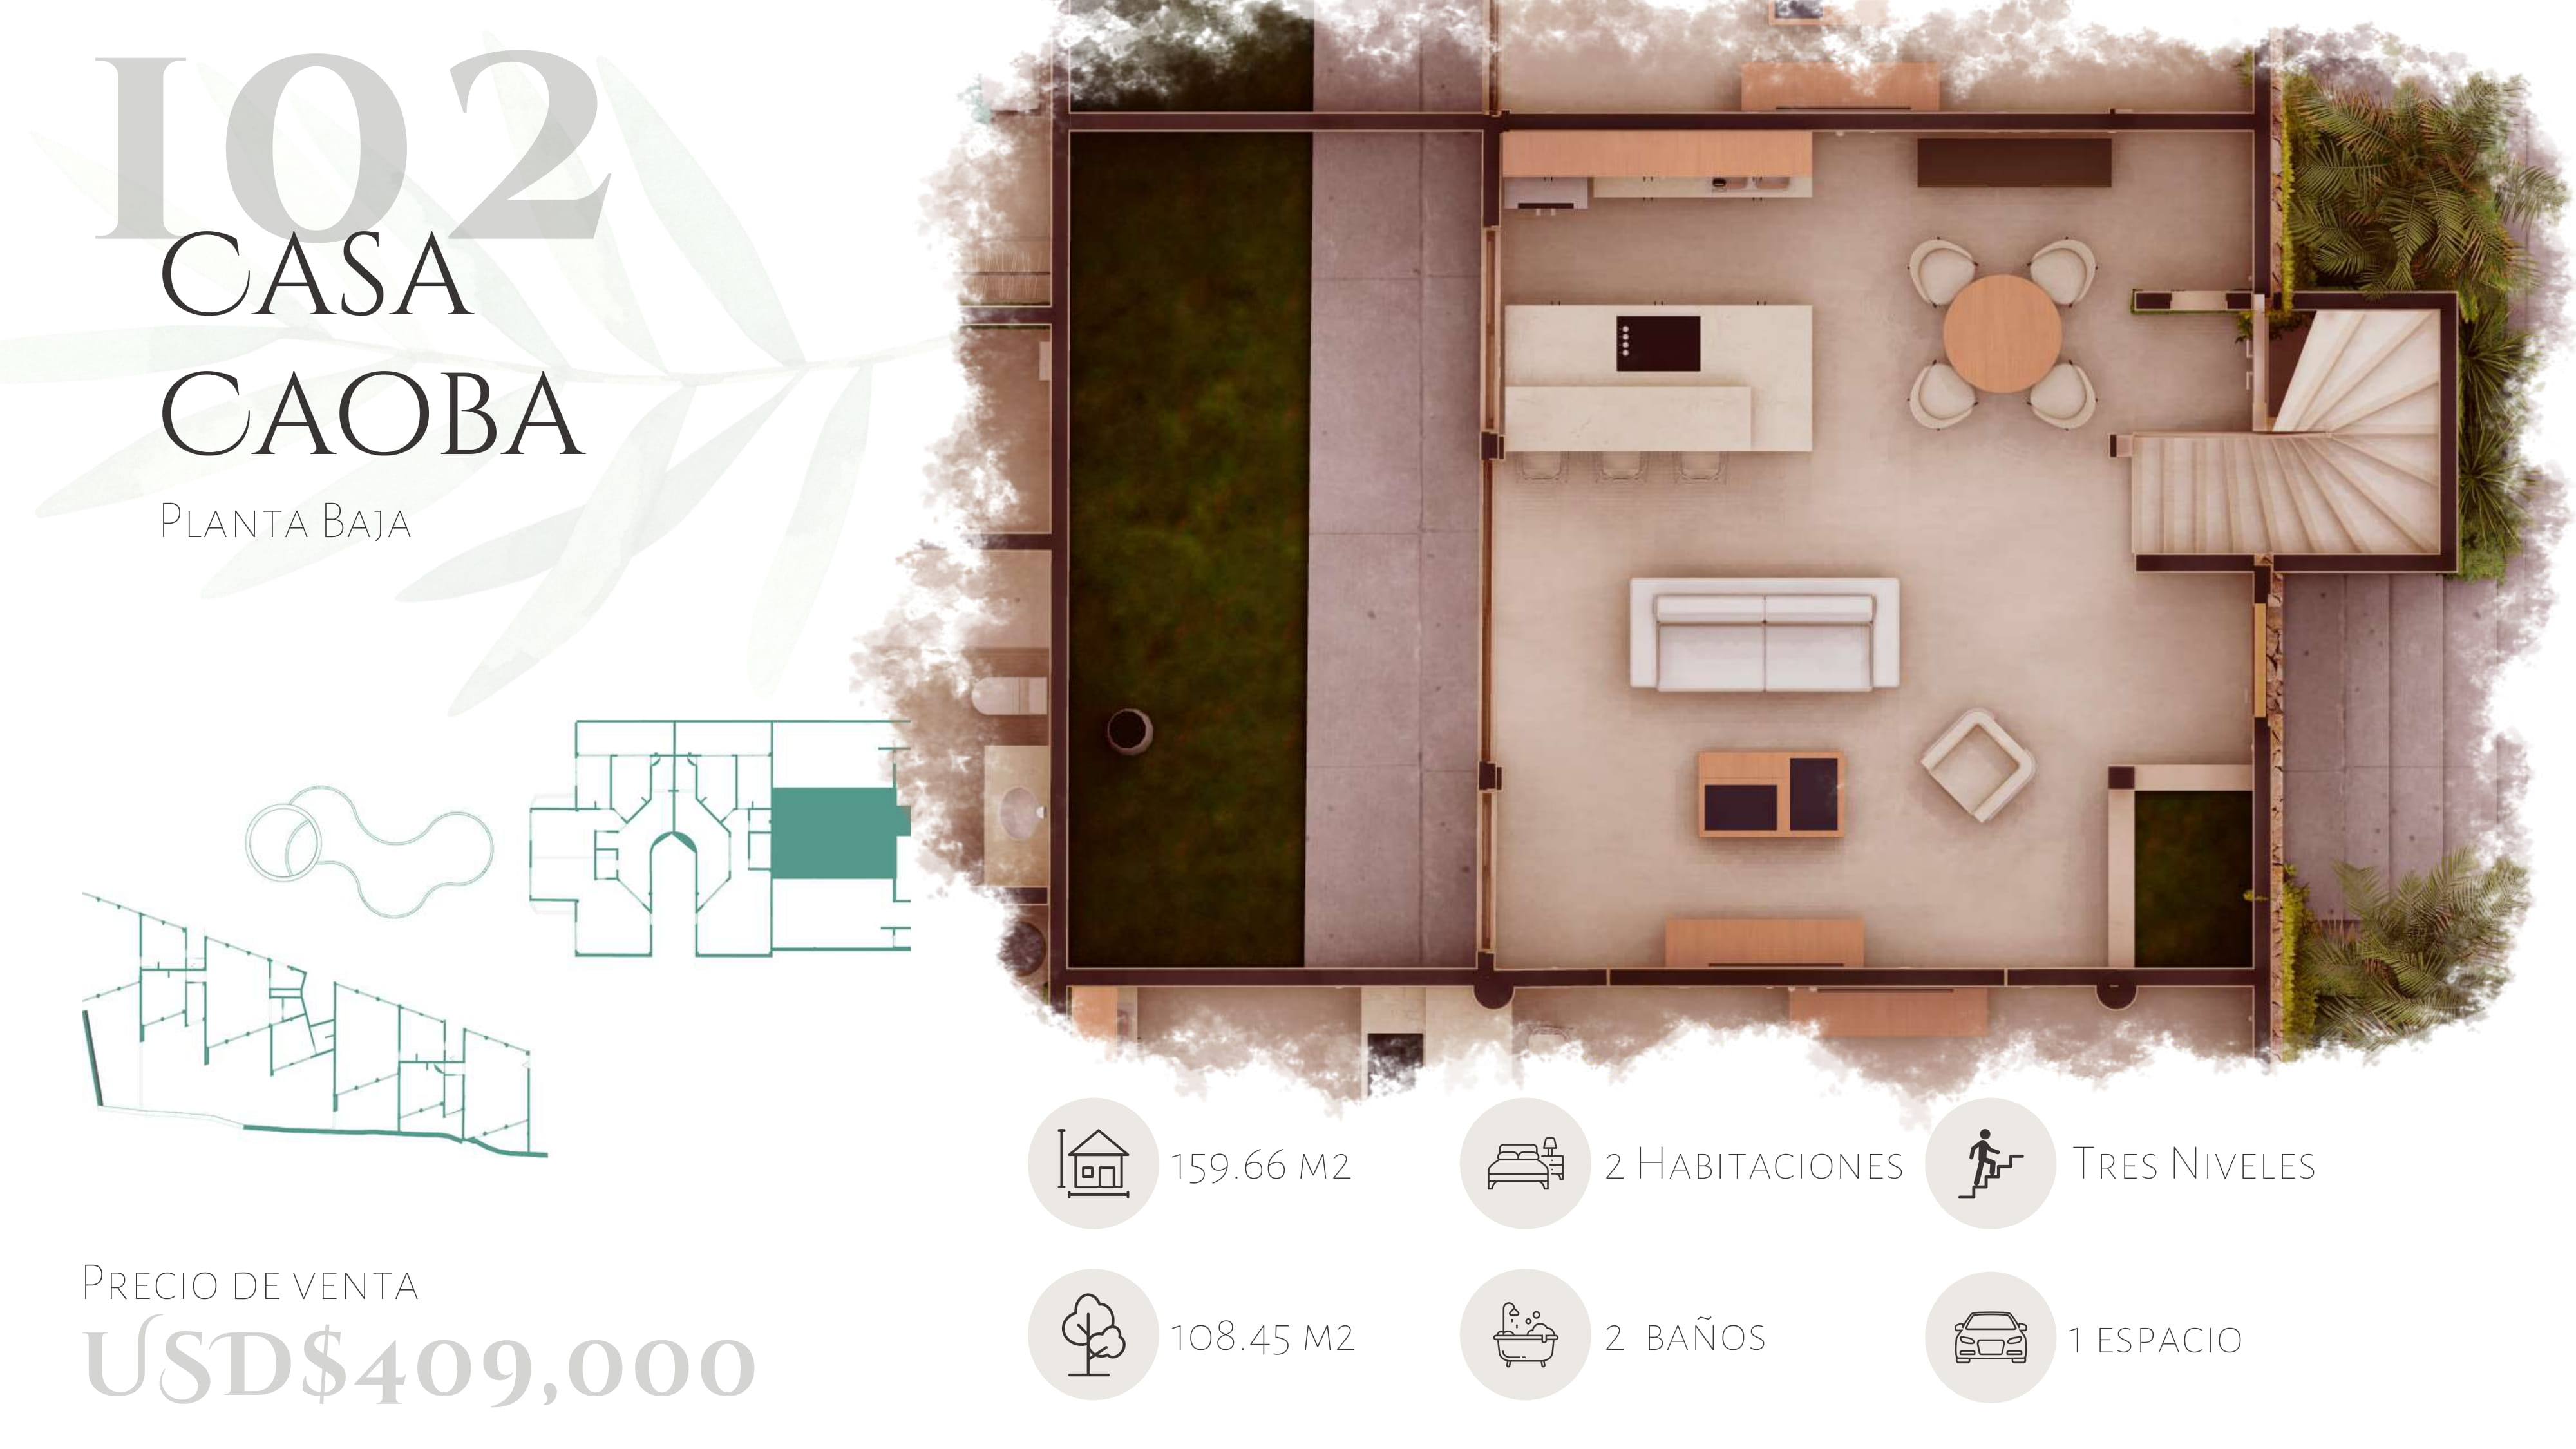 102
Casa
Caoba
Planta Baja
159.66 m2
2 Habitaciones
Tres Niveles
Precio de venta
USD$409,000
108.45 m2
2 baños
1 espacio